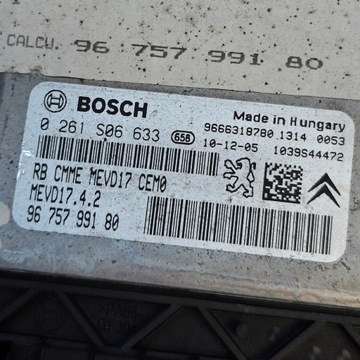 CALCW. 96 757 991 80
BOSCH
Made in Hungary
0 261 S06 633 658
9666318780.1314 0053
10-12-05 1039S44472
RB CMME MEVD17 CEM0
MEVD17.4.2
96 757 991 80